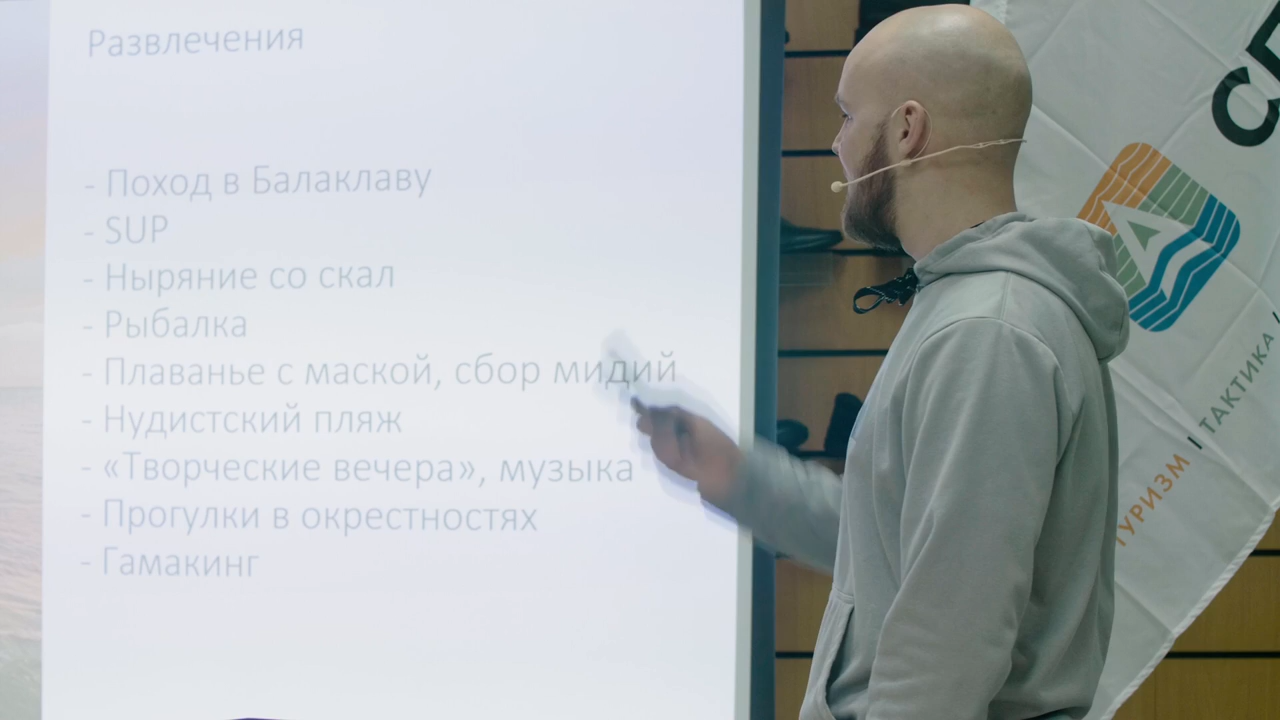 Развлечения
- Поход в Балаклаву
- SUP
- Ныряние со скал
- Рыбалка
- Плаванье с маской, сбор мидий
- Нудистский пляж
- «Творческие вечера», музыка
- Прогулки в окрестностях
- Гамакинг
ТУРИЗМ I ТАКТИКА I